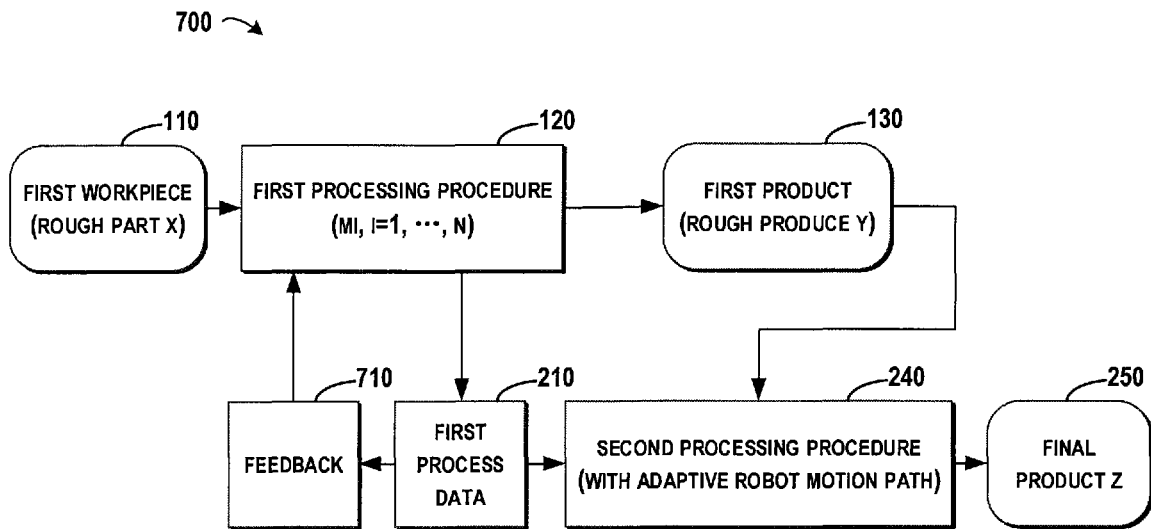 700
110
120
130
FIRST WORKPIECE
(ROUGH PART X)
FIRST PROCESSING PROCEDURE
(MI, I=1, ···, N)
FIRST PRODUCT
(ROUGH PRODUCE Y)
710
210
240
250
FEEDBACK
FIRST
PROCESS
DATA
SECOND PROCESSING PROCEDURE
(WITH ADAPTIVE ROBOT MOTION PATH)
FINAL
PRODUCT Z